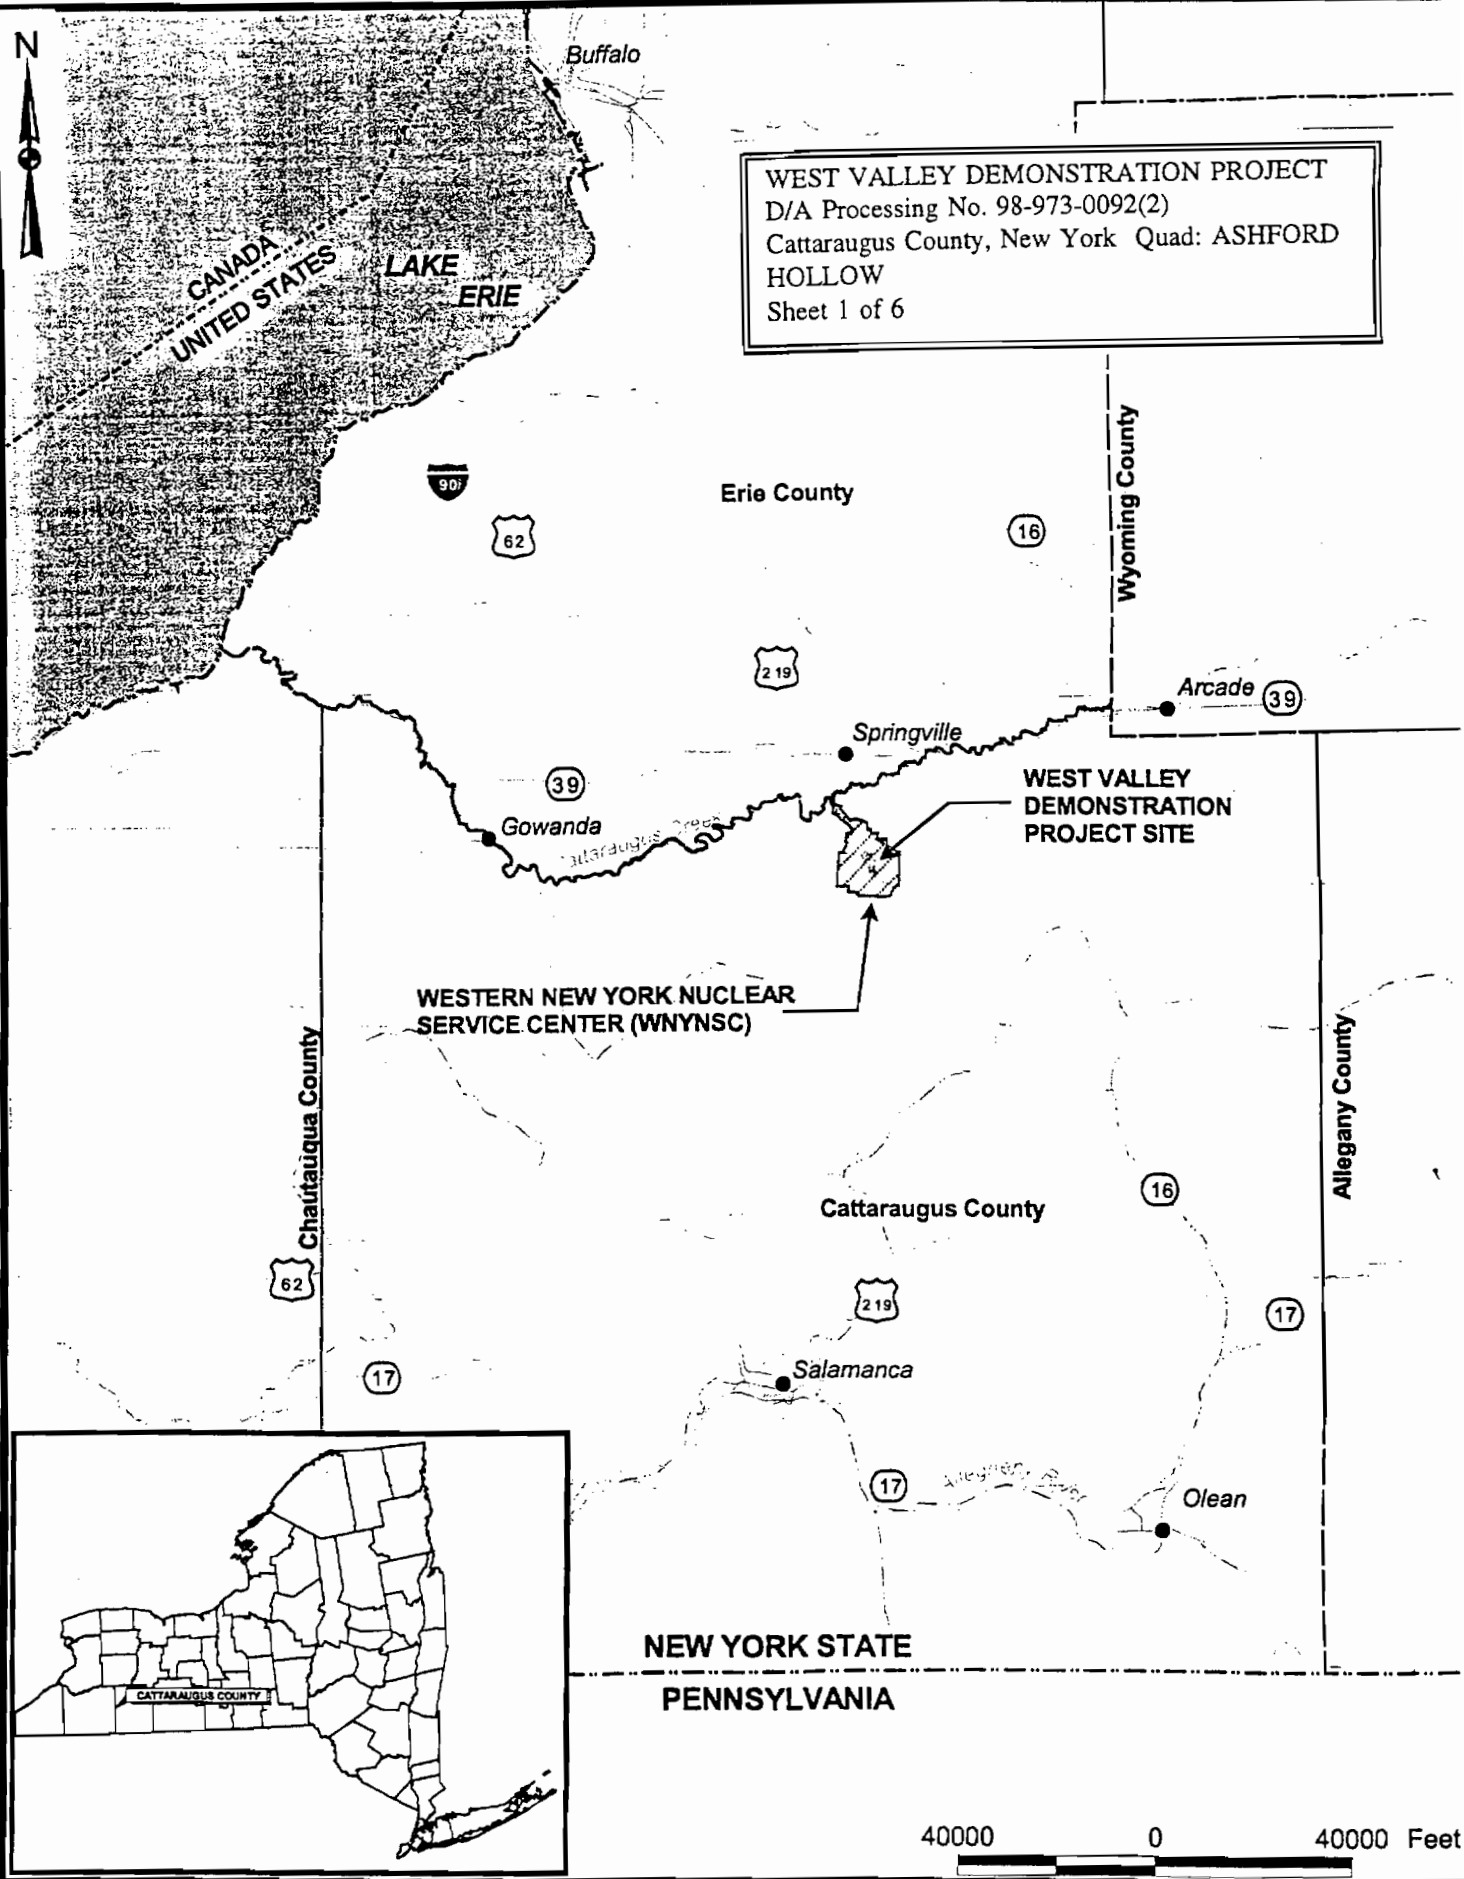 N
Buffalo
WEST VALLEY DEMONSTRATION PROJECT
D/A Processing No. 98-973-0092(2)
Cattaraugus County, New York Quad: ASHFORD
HOLLOW
Sheet 1 of 6
CANADA
UNITED STATES
LAKE
ERIE
90
62
Erie County
16
Wyoming County
219
Arcade
39
Springville
39
Gowanda
Creek
WEST VALLEY
DEMONSTRATION
PROJECT SITE
WESTERN NEW YORK NUCLEAR
SERVICE CENTER (WNYNSC)
Chautauqua County
Allegany County
16
Cattaraugus County
62
219
17
17
Salamanca
17
River
Olean
CATTARAUGUS COUNTY
NEW YORK STATE
PENNSYLVANIA
40000 0 40000 Feet